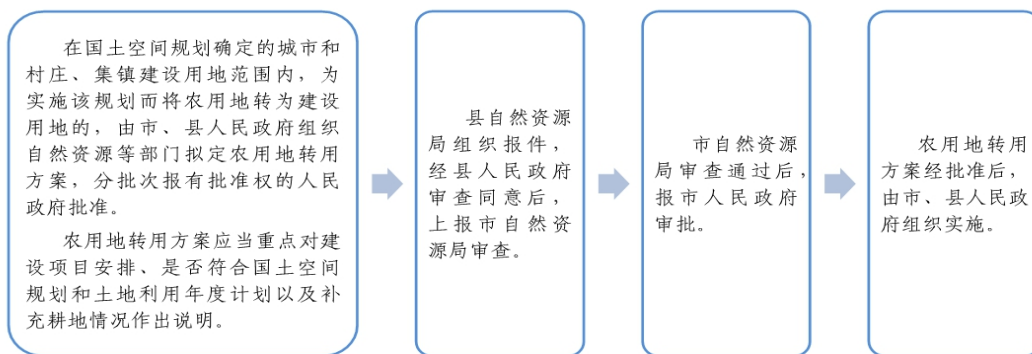 在国土空间规划确定的城市和
村庄、集镇建设用地范围内，为
实施该规划而将农用地转为建设
用地的，由市、县人民政府组织
自然资源等部门拟定农用地转用
方案，分批次报有批准权的人民
政府批准。
农用地转用方案应当重点对建
设项目安排、是否符合国土空间
规划和土地利用年度计划以及补
充耕地情况作出说明。
县自然资源
局组织报件，
经县人民政府
审查同意后，
上报市自然资
源局审查。
市自然资源
局审查通过后，
报市人民政府
审批。
农用地转用
方案经批准后，
由市、县人民政
府组织实施。